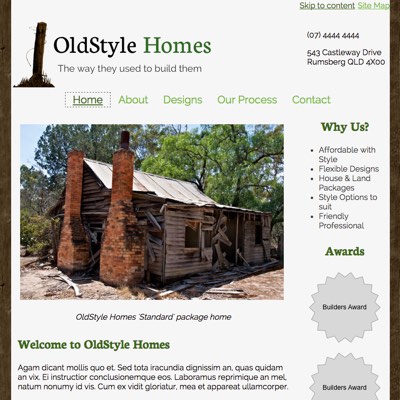 Skip to content Site Map
OldStyle Homes
The way they used to build them
(07) 4444 4444
543 Castleway Drive
Rumsberg QLD 4X00
Home About Designs Our Process Contact
OldStyle Homes 'Standard' package home
Welcome to OldStyle Homes
Agam dicant mollis quo et. Sed tota iracundia dignissim an, quas quidam
an vix. Ei instructior conclusionemque eos. Laboramus reprimique an mel,
natum nonumy id vis. Cum ex vidit gloriatur, mea et appareat ullamcorper.
Why Us?
Affordable with
Style
Flexible Designs
House & Land
Packages
Style Options to
suit
Friendly
Professional
Awards
Builders Award
Builders Award